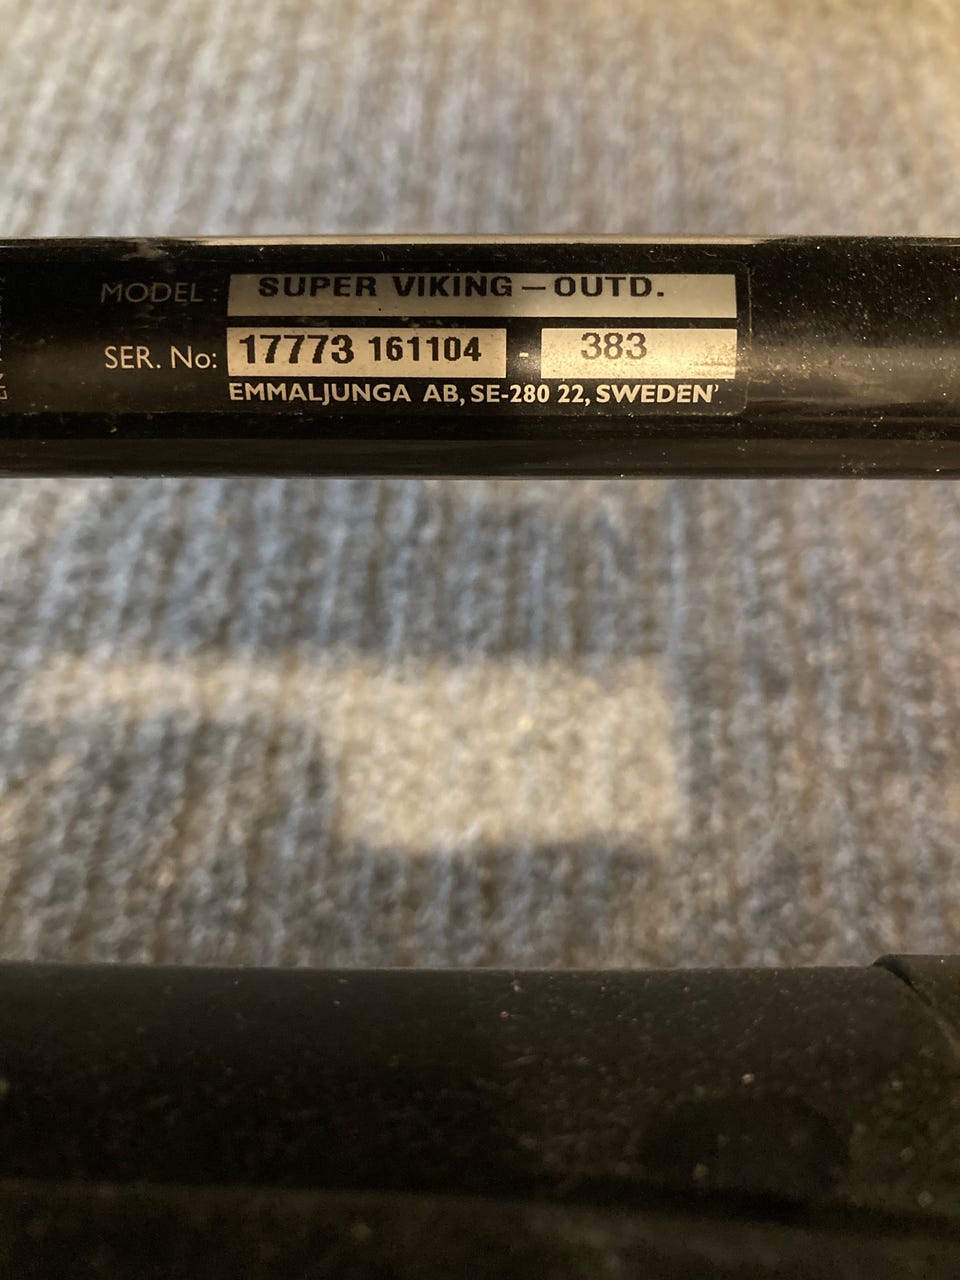 MODEL: SUPER VIKING – OUTD.
SER. No: 17773 161104 - 383
EMMALJUNGA AB, SE-280 22, SWEDEN'